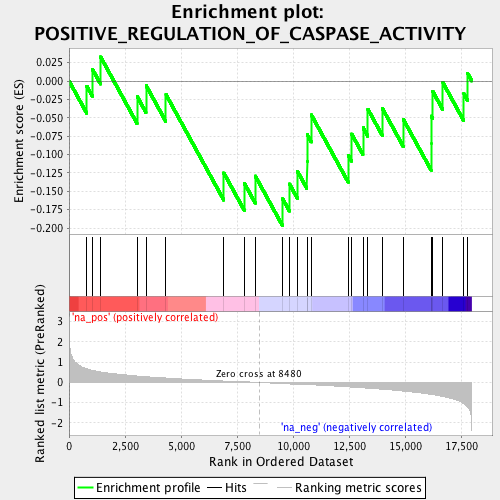 Enrichment plot:
POSITIVE_REGULATION_OF_CASPASE_ACTIVITY
Enrichment score (ES)
0.025
0.000
-0.025
-0.050
-0.075
-0.100
-0.125
-0.150
-0.175
-0.200
'na_pos' (positively correlated)
Ranked list metric (PreRanked)
3
2
1
0
-1
-2
Zero cross at 8480
'na_neg' (negatively correlated)
0
2,500
5,000
7,500
10,000
12,500
15,000
17,500
Rank in Ordered Dataset
Enrichment profile
Hits
Ranking metric scores